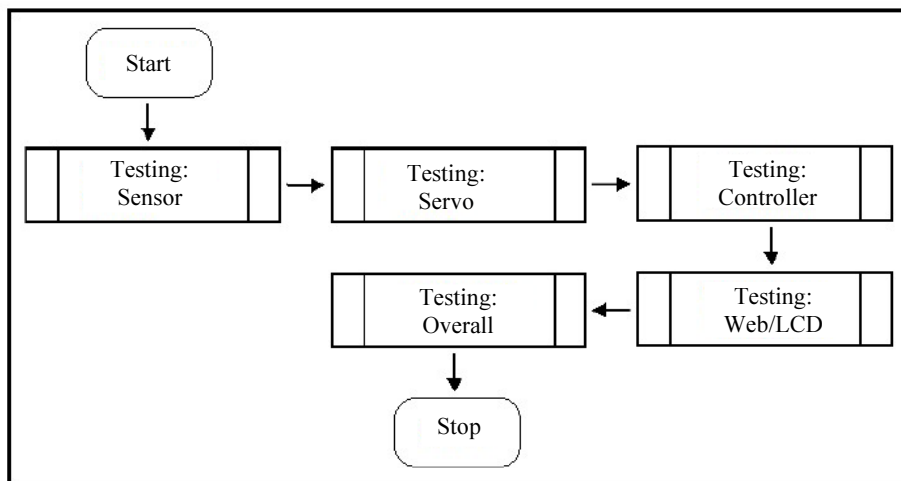 Start
Testing:
Sensor
Testing:
Servo
Testing:
Controller
Testing:
Web/LCD
Testing:
Overall
Stop